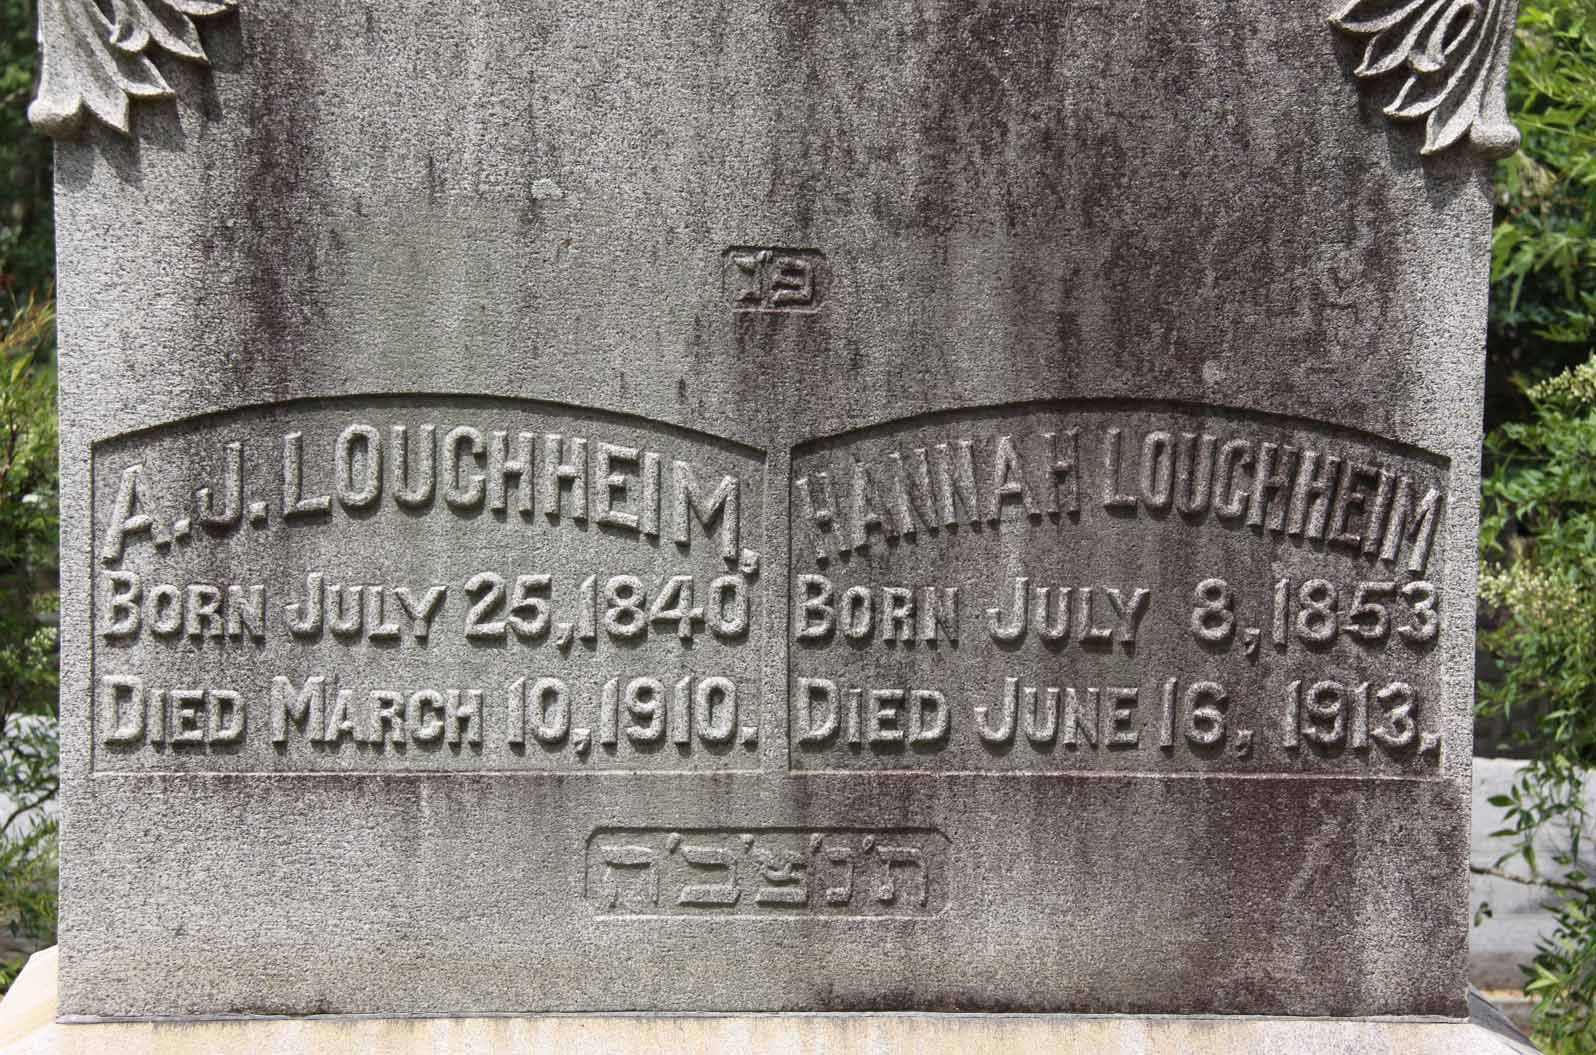 פ'נ
A. J. LOUCHHEIM.
BORN JULY 25, 1840
DIED MARCH 10, 1910.
HANNAH LOUCHHEIM
BORN JULY 8, 1853
DIED JUNE 16, 1913.
ת'נ'צ'ב'ה